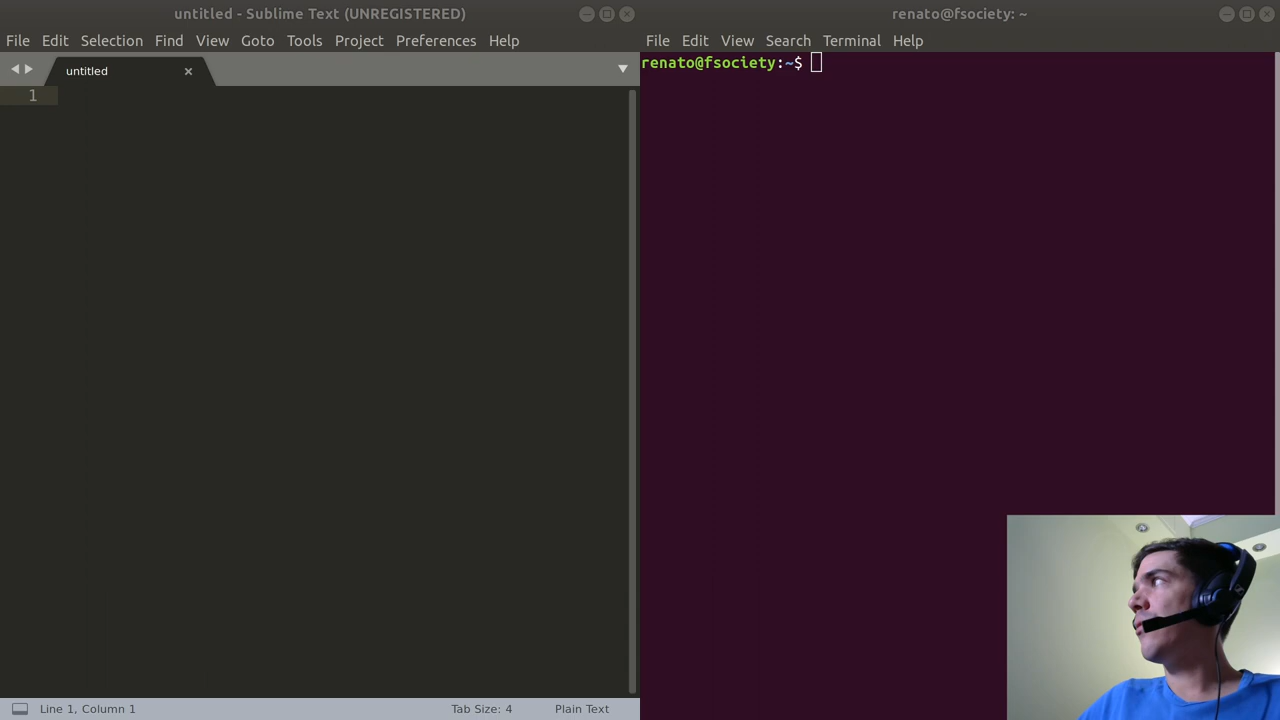 untitled - Sublime Text (UNREGISTERED)
File Edit Selection Find View Goto Tools Project Preferences Help
untitled
1
Line 1, Column 1
Tab Size: 4
Plain Text
renato@fsociety: ~
File Edit View Search Terminal Help
renato@fsociety:~$